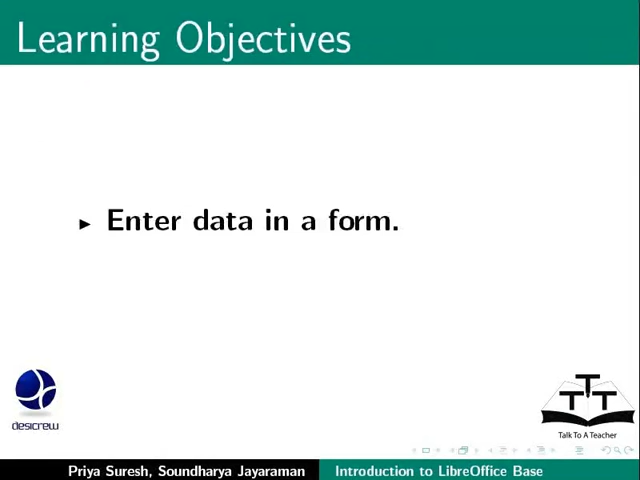 Learning Objectives
Enter data in a form.
desicrew
T
T T
Talk To A Teacher
Priya Suresh, Soundharya Jayaraman
Introduction to LibreOffice Base